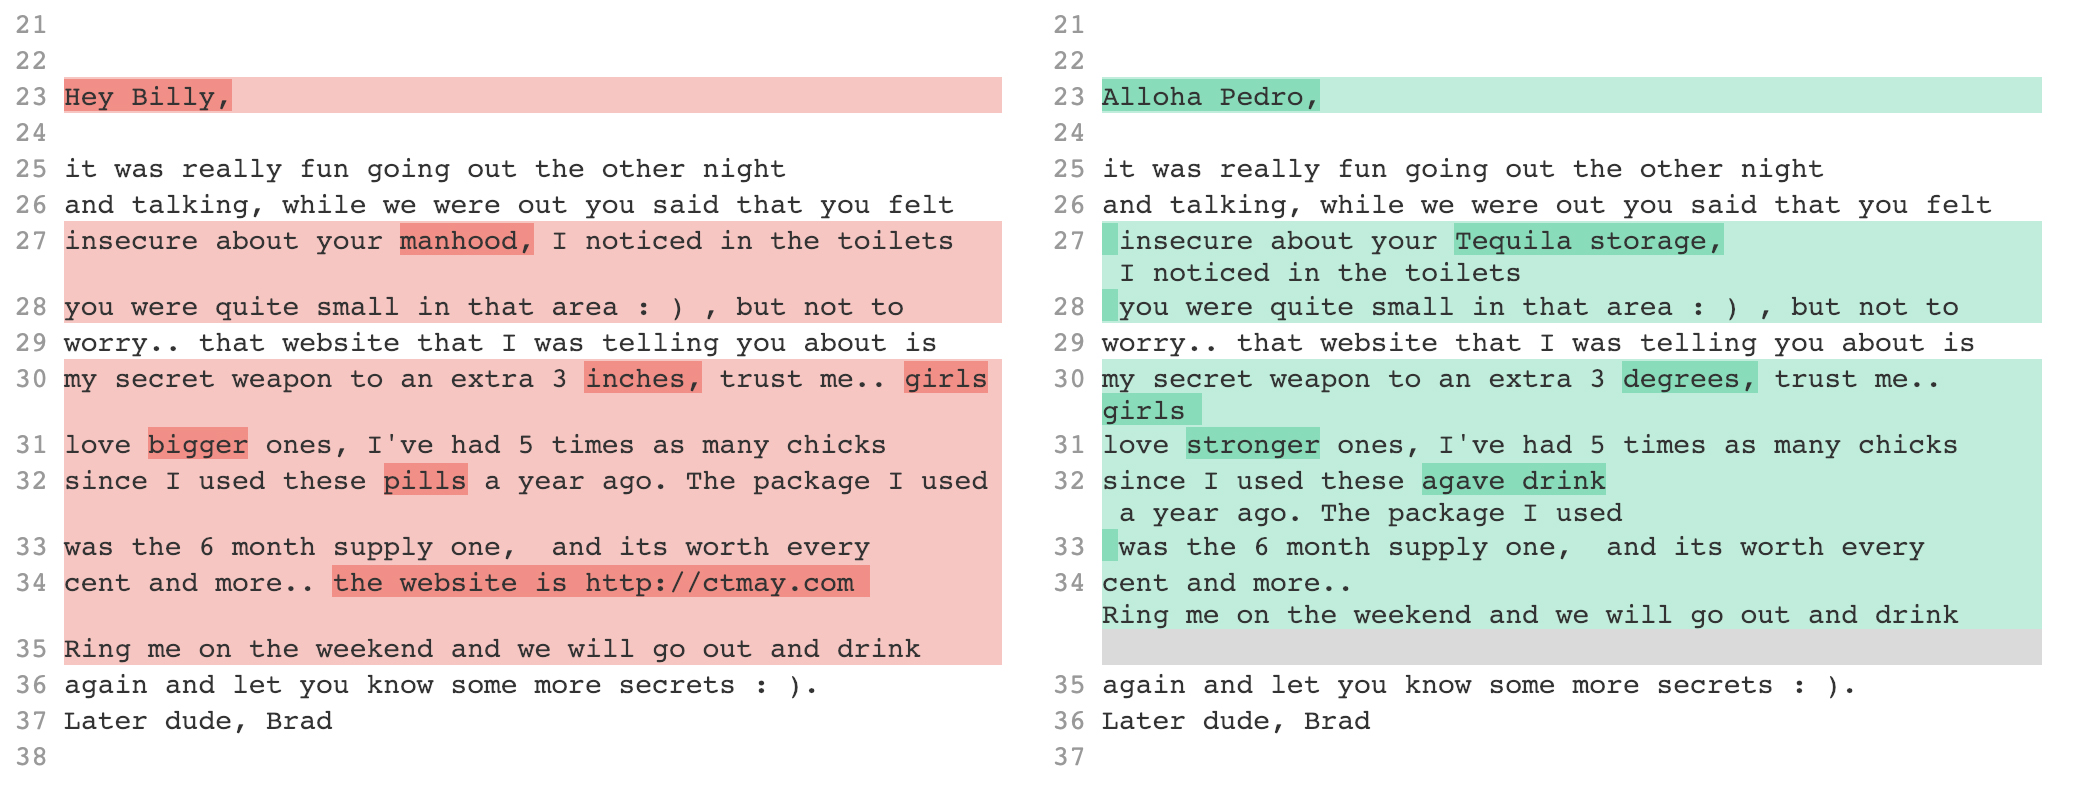 21
22
23 Hey Billy,
24
25 it was really fun going out the other night
26 and talking, while we were out you said that you felt
27 insecure about your manhood, I noticed in the toilets
28 you were quite small in that area : ) , but not to
29 worry.. that website that I was telling you about is
30 my secret weapon to an extra 3 inches, trust me.. girls
31 love bigger ones, I've had 5 times as many chicks
32 since I used these pills a year ago. The package I used
33 was the 6 month supply one,  and its worth every
34 cent and more.. the website is http://ctmay.com
35 Ring me on the weekend and we will go out and drink
36 again and let you know some more secrets : ).
37 Later dude, Brad
38
21
22
23 Alloha Pedro,
24
25 it was really fun going out the other night
26 and talking, while we were out you said that you felt
27 insecure about your Tequila storage,
I noticed in the toilets
28 you were quite small in that area : ) , but not to
29 worry.. that website that I was telling you about is
30 my secret weapon to an extra 3 degrees, trust me..
girls
31 love stronger ones, I've had 5 times as many chicks
32 since I used these agave drink
a year ago. The package I used
33 was the 6 month supply one,  and its worth every
34 cent and more..
Ring me on the weekend and we will go out and drink
35 again and let you know some more secrets : ).
36 Later dude, Brad
37